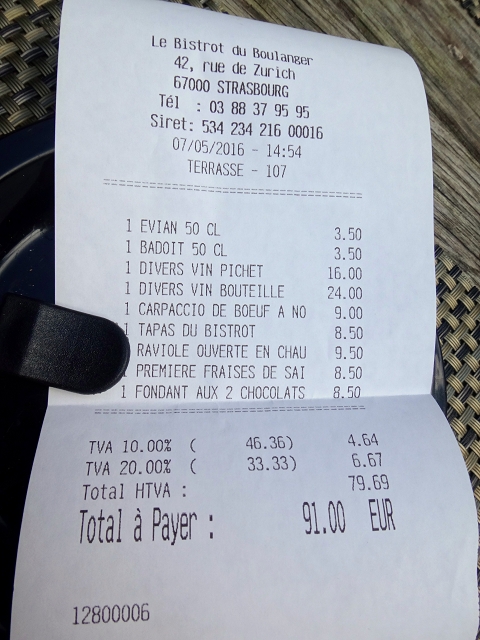 Le Bistrot du Boulanger
42, rue de Zurich
67000 STRASBOURG
Tél : 03 88 37 95 95
Siret: 534 234 216 00016
07/05/2016 - 14:54
TERRASSE - 107
1 EVIAN 50 CL 3.50
1 BADOIT 50 CL 3.50
1 DIVERS VIN PICHET 16.00
1 DIVERS VIN BOUTEILLE 24.00
1 CARPACCIO DE BOEUF A NO 9.00
1 TAPAS DU BISTROT 8.50
RAVIOLE OUVERTE EN CHAU 9.50
PREMIERE FRAISES DE SAI 8.50
1 FONDANT AUX 2 CHOCOLATS 8.50
TVA 10.00% ( 46.36) 4.64
TVA 20.00% ( 33.33) 6.67
Total HTVA : 79.69
Total à Payer : 91.00 EUR
12800006